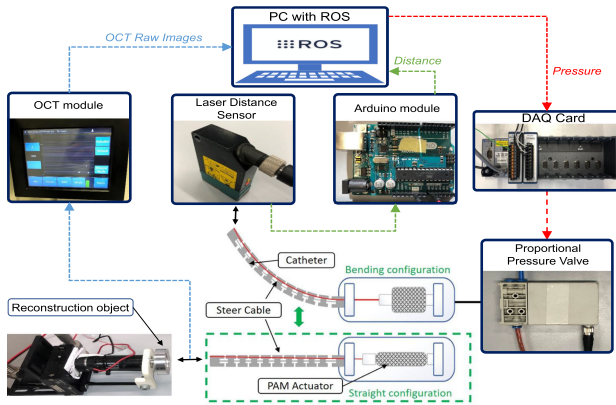 PC with ROS
OCT Raw Images
ROS
Distance
Pressure
OCT module
Laser Distance
Sensor
Arduino module
DAQ Card
Catheter
Bending configuration
Proportional
Pressure Valve
Steer Cable
Reconstruction object
PAM Actuator
Straight configuration